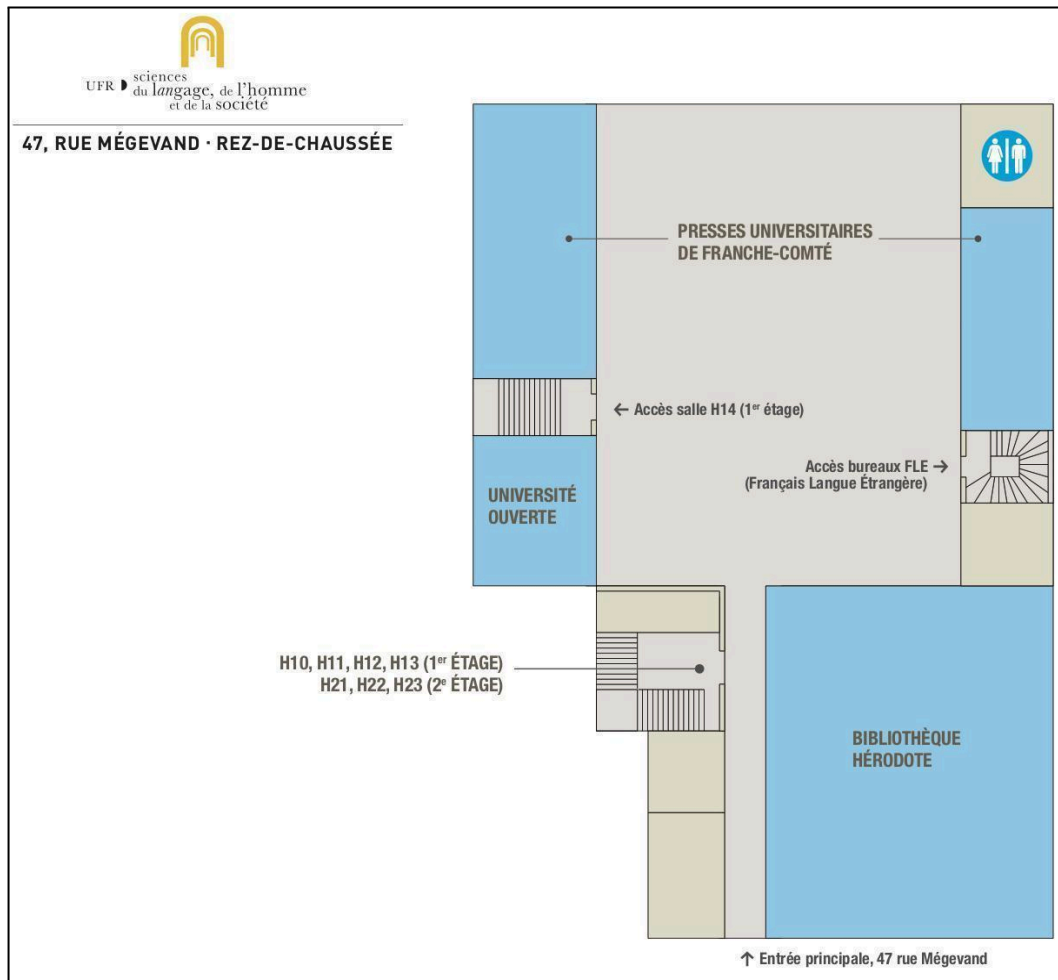 UFR sciences
du langage, de l'homme
et de la société
47, RUE MÉGEVAND · REZ-DE-CHAUSSÉE
PRESSES UNIVERSITAIRES
DE FRANCHE-COMTÉ
← Accès salle H14 (1er étage)
Accès bureaux FLE →
(Français Langue Étrangère)
UNIVERSITÉ
OUVERTE
H10, H11, H12, H13 (1er ÉTAGE)
H21, H22, H23 (2e ÉTAGE)
BIBLIOTHÈQUE
HÉRODOTE
↑ Entrée principale, 47 rue Mégevand